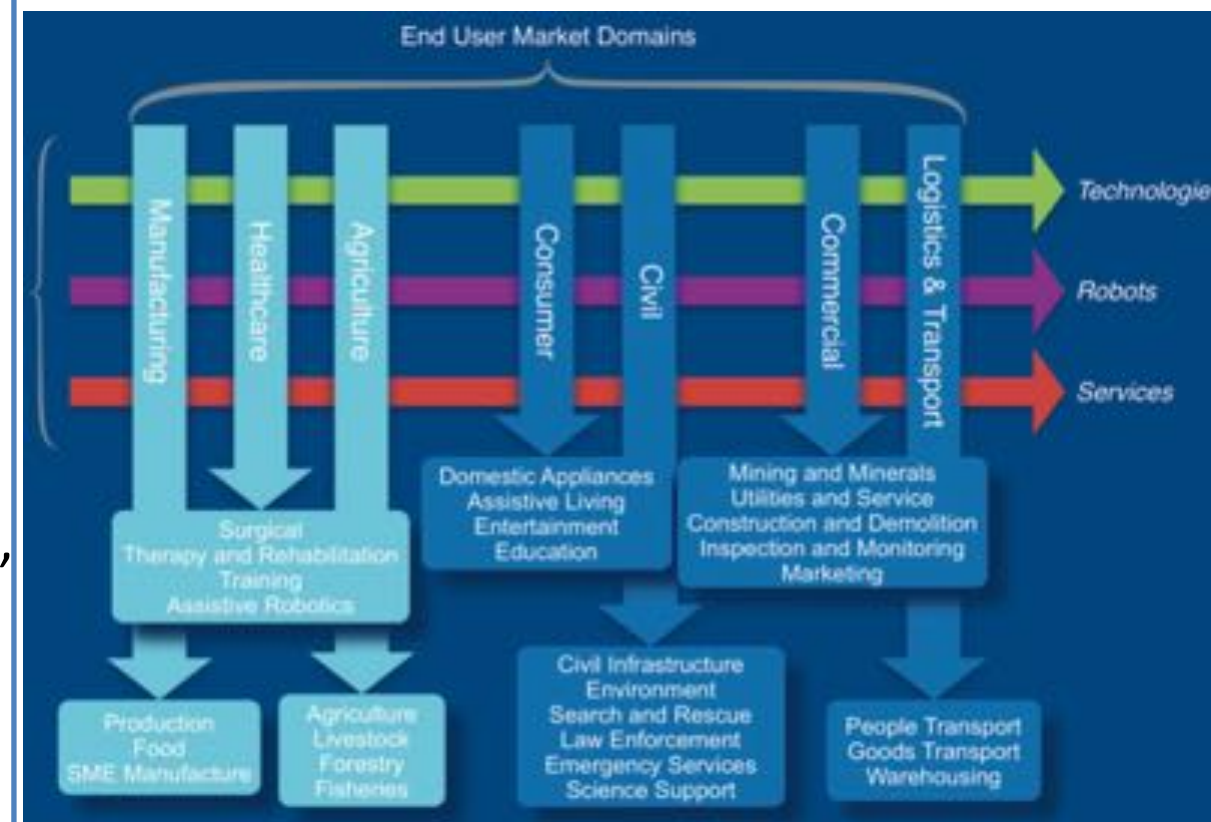 End User Market Domains
Manufacturing
Healthcare
Agriculture
Consumer
Civil
Commercial
Logistics & Transport
Technologie
Robots
Services
,
Surgical
Therapy and Rehabilitation
Training
Assistive Robotics
Domestic Appliances
Assistive Living
Entertainment
Education
Mining and Minerals
Utilities and Service
Construction and Demolition
Inspection and Monitoring
Marketing
Production
Food
SME Manufacture
Agriculture
Livestock
Forestry
Fisheries
Civil Infrastructure
Environment
Search and Rescue
Law Enforcement
Emergency Services
Science Support
People Transport
Goods Transport
Warehousing